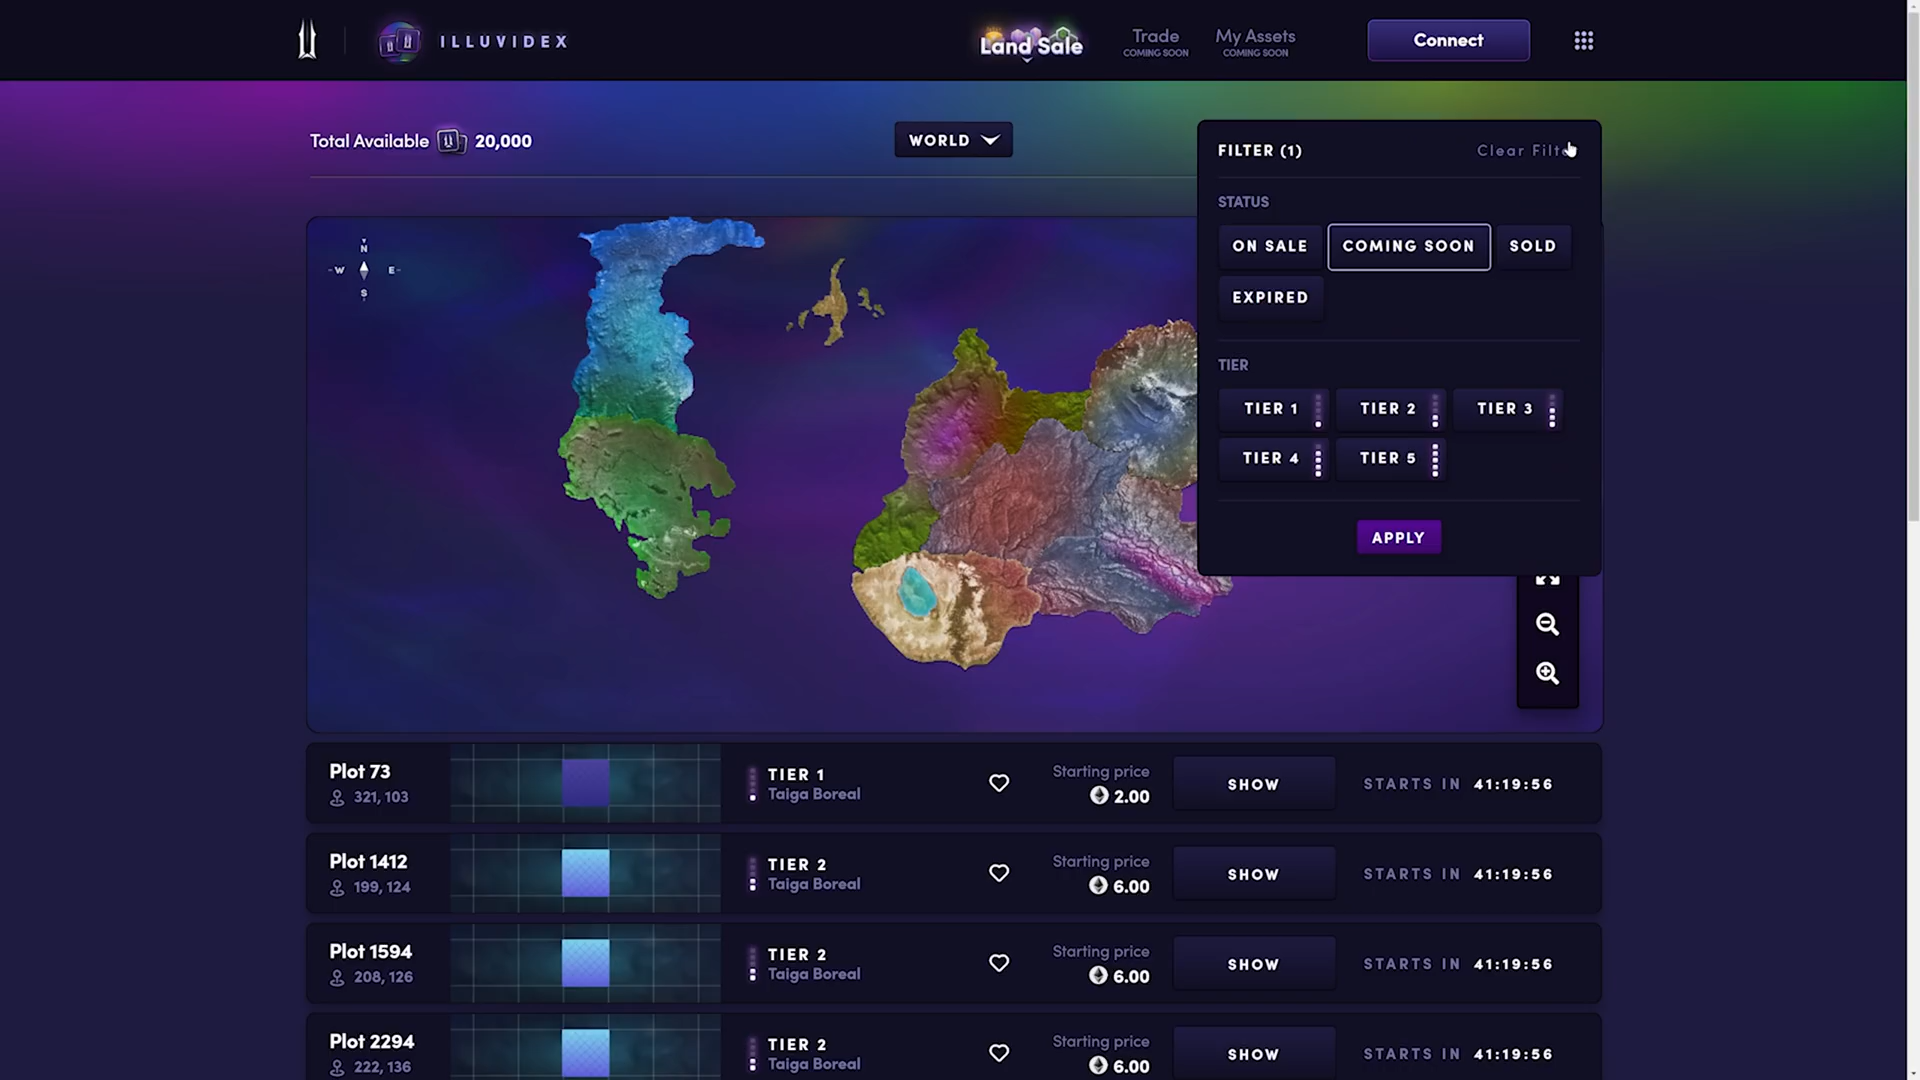 ILLUVIDEX
Land Sale
Trade
COMING SOON
My Assets
COMING SOON
Connect
Total Available 20,000
WORLD
FILTER (1)
Clear Filte
STATUS
ON SALE
COMING SOON
SOLD
EXPIRED
TIER
TIER 1
TIER 2
TIER 3
TIER 4
TIER 5
APPLY
N
W
E
S
Plot 73
321, 103
TIER 1
Taiga Boreal
Starting price
2.00
SHOW
STARTS IN 41:19:56
Plot 1412
199, 124
TIER 2
Taiga Boreal
Starting price
6.00
SHOW
STARTS IN 41:19:56
Plot 1594
208, 126
TIER 2
Taiga Boreal
Starting price
6.00
SHOW
STARTS IN 41:19:56
Plot 2294
222, 136
TIER 2
Taiga Boreal
Starting price
6.00
SHOW
STARTS IN 41:19:56